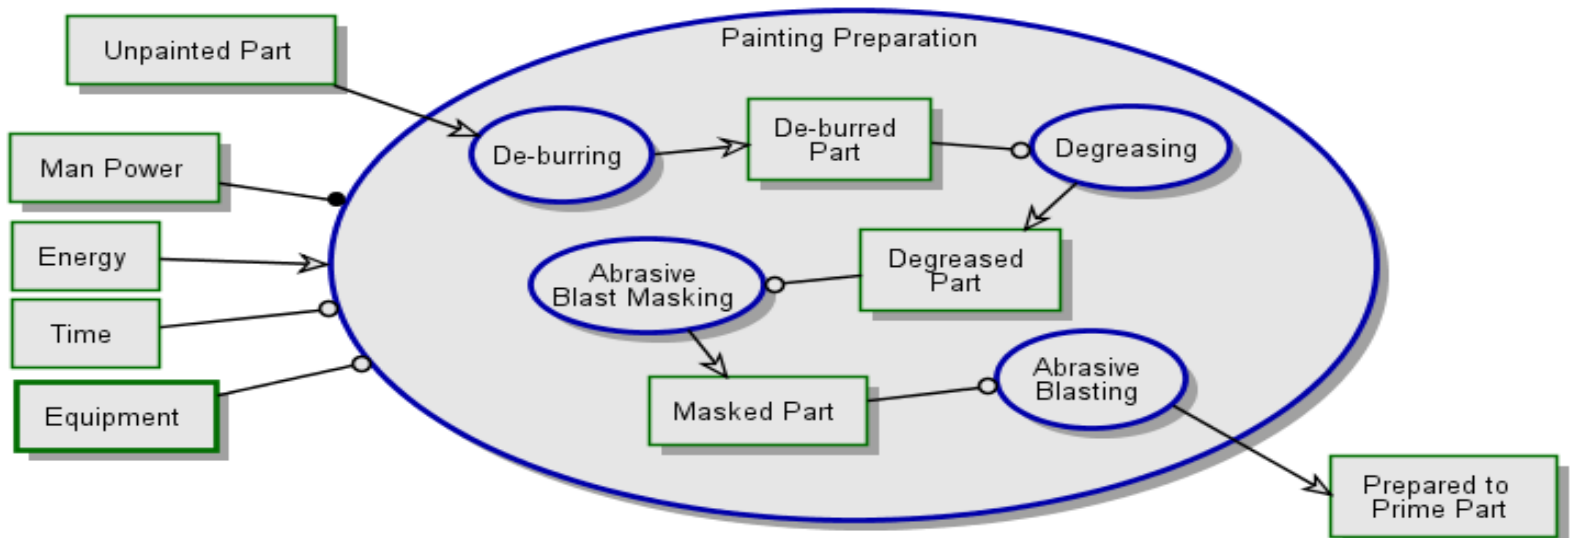 Painting Preparation
Unpainted Part
Man Power
Energy
Time
Equipment
De-burring
De-burred
Part
Degreasing
Degreased
Part
Abrasive
Blast Masking
Masked Part
Abrasive
Blasting
Prepared to
Prime Part